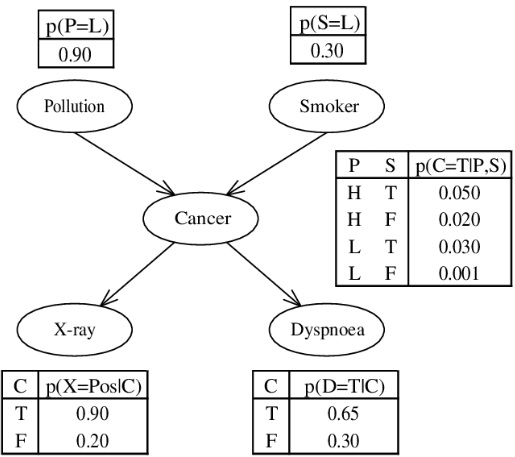 p(P=L)
0.90
p(S=L)
0.30
Pollution
Smoker
P S p(C=T|P,S)
H T 0.050
H F 0.020
L T 0.030
L F 0.001
Cancer
X-ray
Dyspnoea
C p(X=Pos|C)
T 0.90
F 0.20
C p(D=T|C)
T 0.65
F 0.30